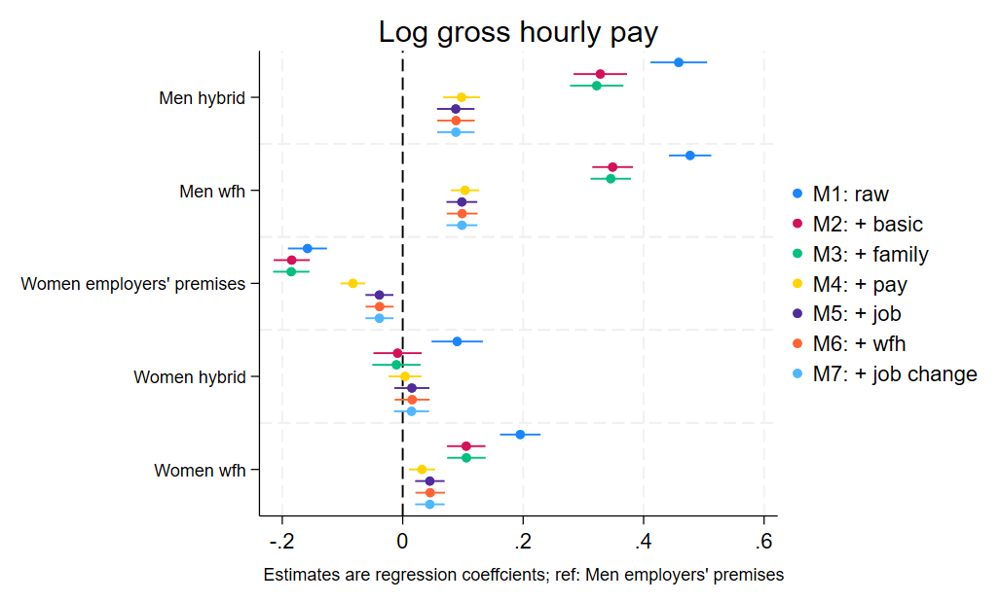 Log gross hourly pay
Men hybrid
Men wfh
Women employers' premises
Women hybrid
Women wfh
-.2 0 .2 .4 .6
Estimates are regression coeffcients; ref: Men employers' premises
M1: raw
M2: + basic
M3: + family
M4: + pay
M5: + job
M6: + wfh
M7: + job change